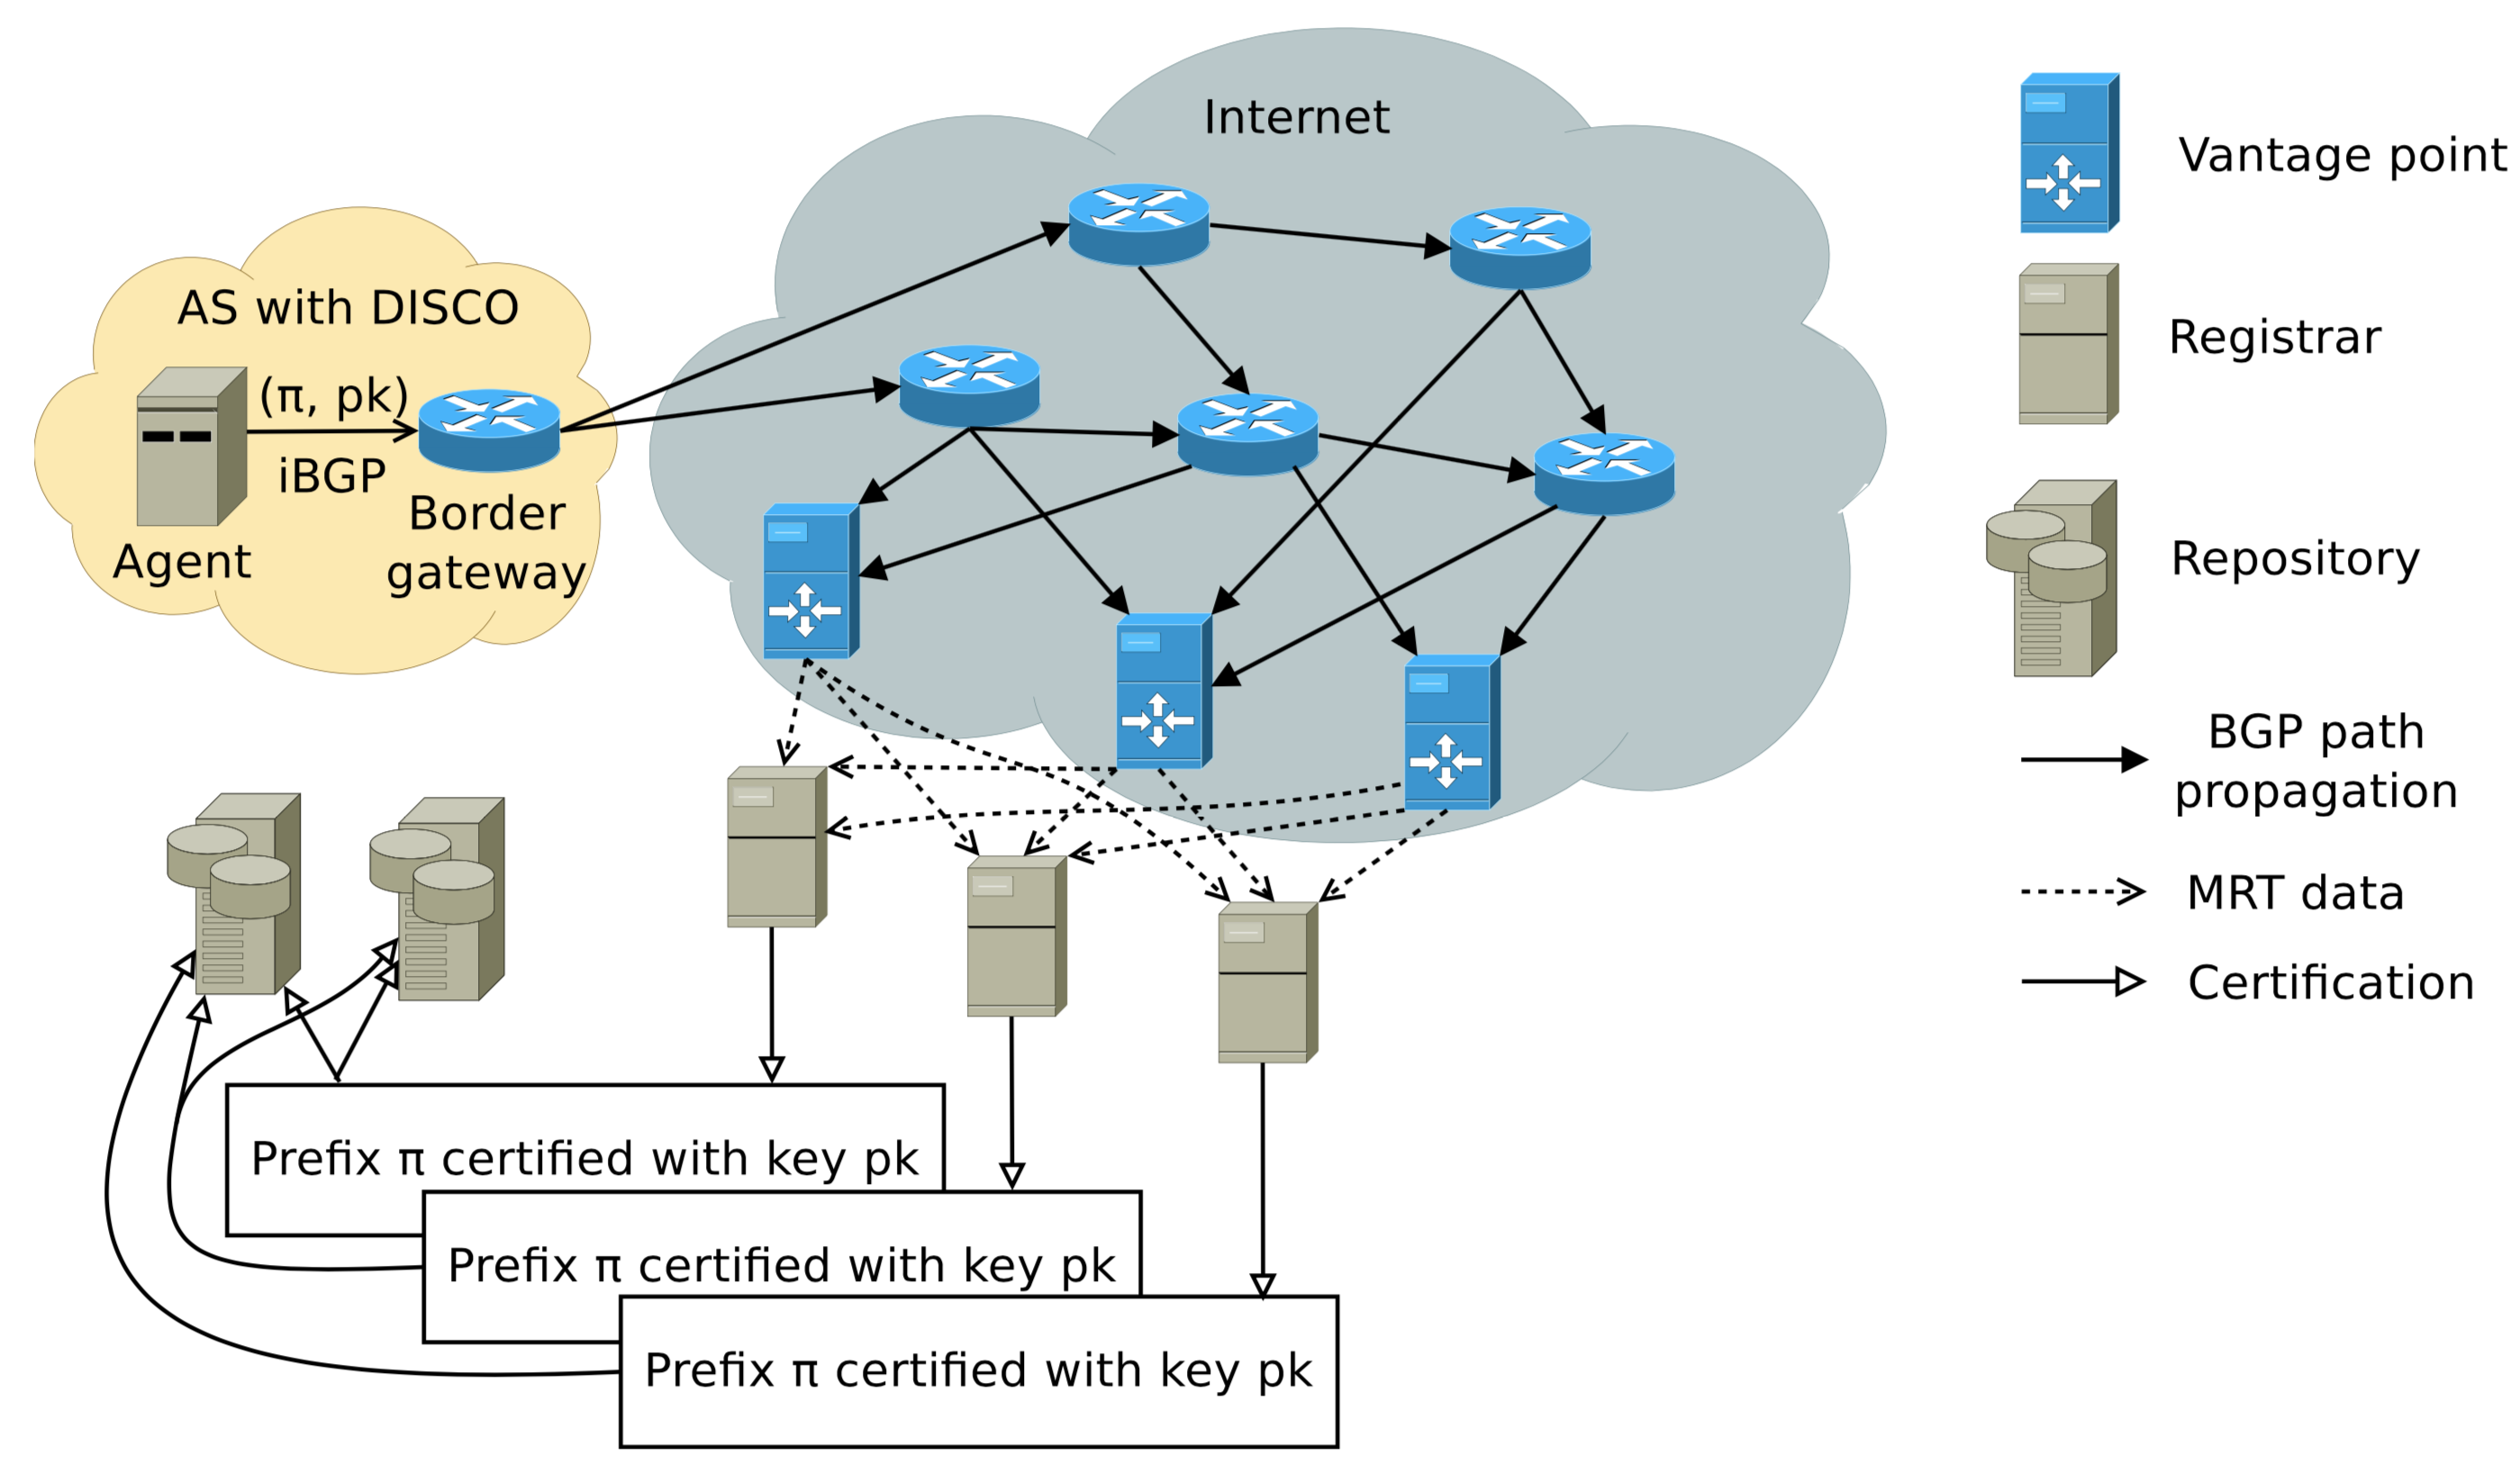 Internet
AS with DISCO
(π, pk)
iBGP
Agent
Border
gateway
Vantage point
Registrar
Repository
BGP path
propagation
MRT data
Certification
Prefix π certified with key pk
Prefix π certified with key pk
Prefix π certified with key pk